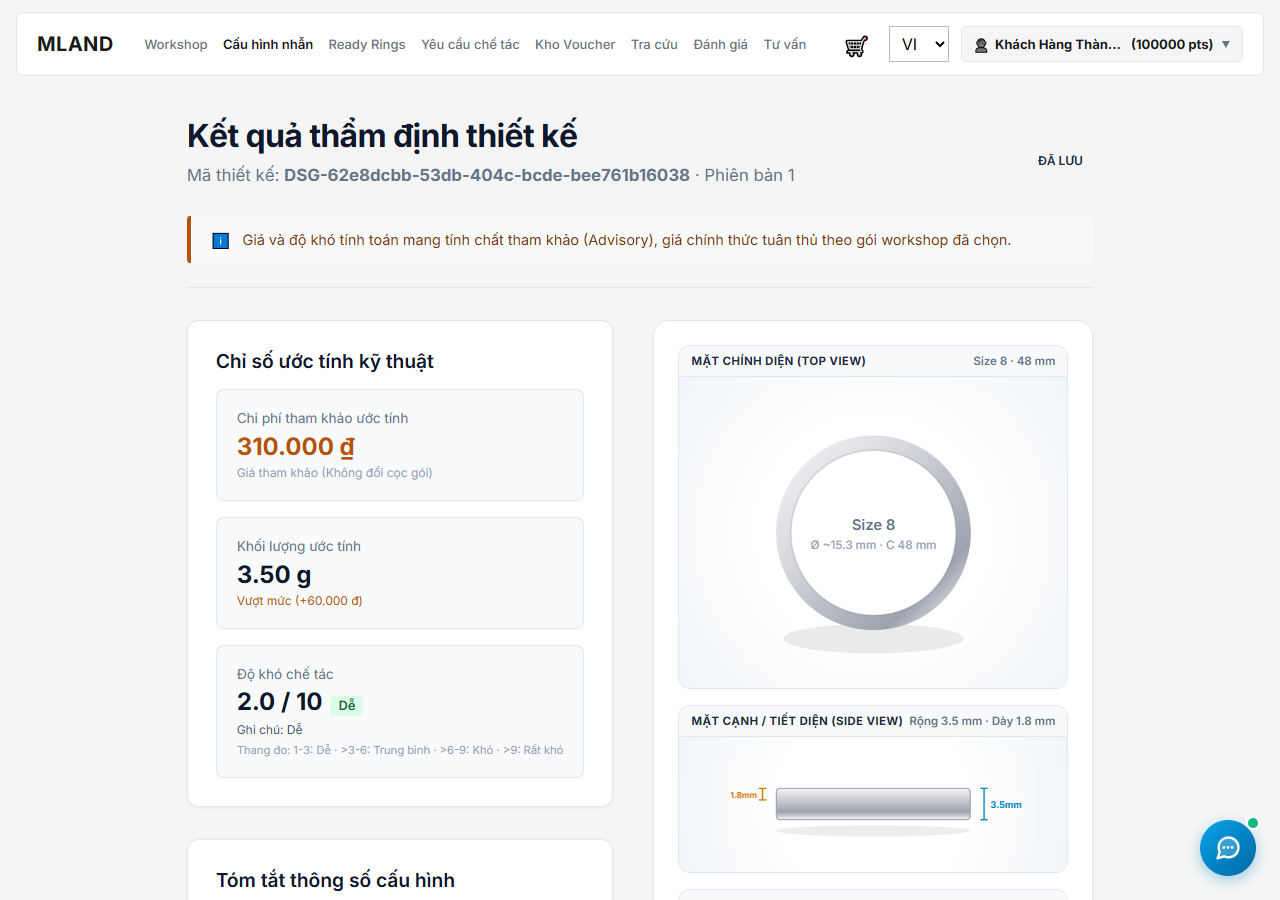 MLAND
Workshop
Cấu hình nhẫn
Ready Rings
Yêu cầu chế tác
Kho Voucher
Tra cứu
Đánh giá
Tư vấn
VI
Khách Hàng Thàn... (100000 pts) ▼
Kết quả thẩm định thiết kế
Mã thiết kế: DSG-62e8dcbb-53db-404c-bcde-bee761b16038 · Phiên bản 1
ĐÃ LƯU
Giá và độ khó tính toán mang tính chất tham khảo (Advisory), giá chính thức tuân thủ theo gói workshop đã chọn.
Chỉ số ước tính kỹ thuật
Chi phí tham khảo ước tính
310.000 ₫
Giá tham khảo (Không đổi cọc gói)
Khối lượng ước tính
3.50 g
Vượt mức (+60.000 đ)
Độ khó chế tác
2.0 / 10 Dễ
Ghi chú: Dễ
Thang đo: 1-3: Dễ · >3-6: Trung bình · >6-9: Khó · >9: Rất khó
Tóm tắt thông số cấu hình
MẶT CHÍNH DIỆN (TOP VIEW)
Size 8 · 48 mm
Size 8
Ø ~15.3 mm · C 48 mm
MẶT CẠNH / TIẾT DIỆN (SIDE VIEW)
Rộng 3.5 mm · Dày 1.8 mm
1.8mm
3.5mm